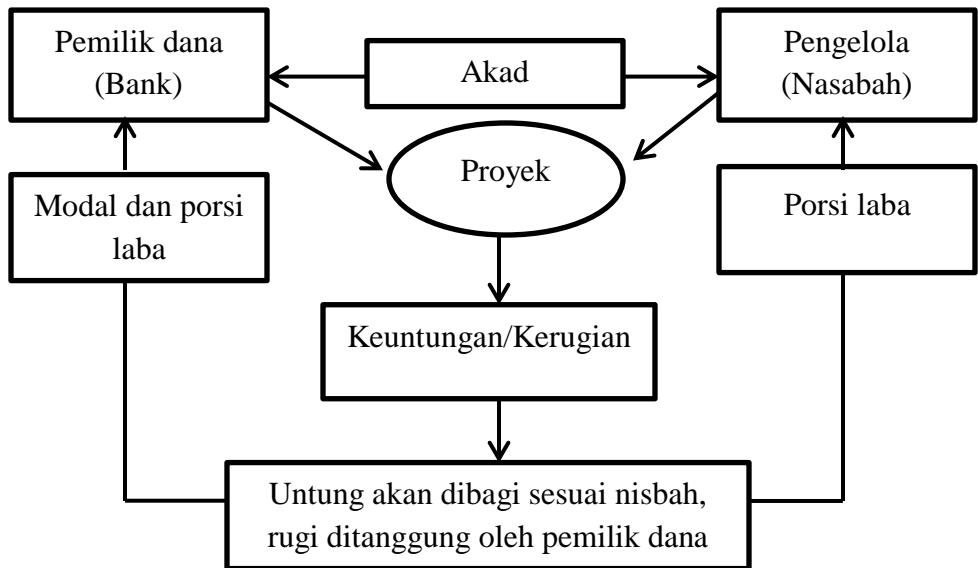 Pemilik dana
(Bank)
Akad
Pengelola
(Nasabah)
Proyek
Modal dan porsi
laba
Porsi laba
Keuntungan/Kerugian
Untung akan dibagi sesuai nisbah,
rugi ditanggung oleh pemilik dana